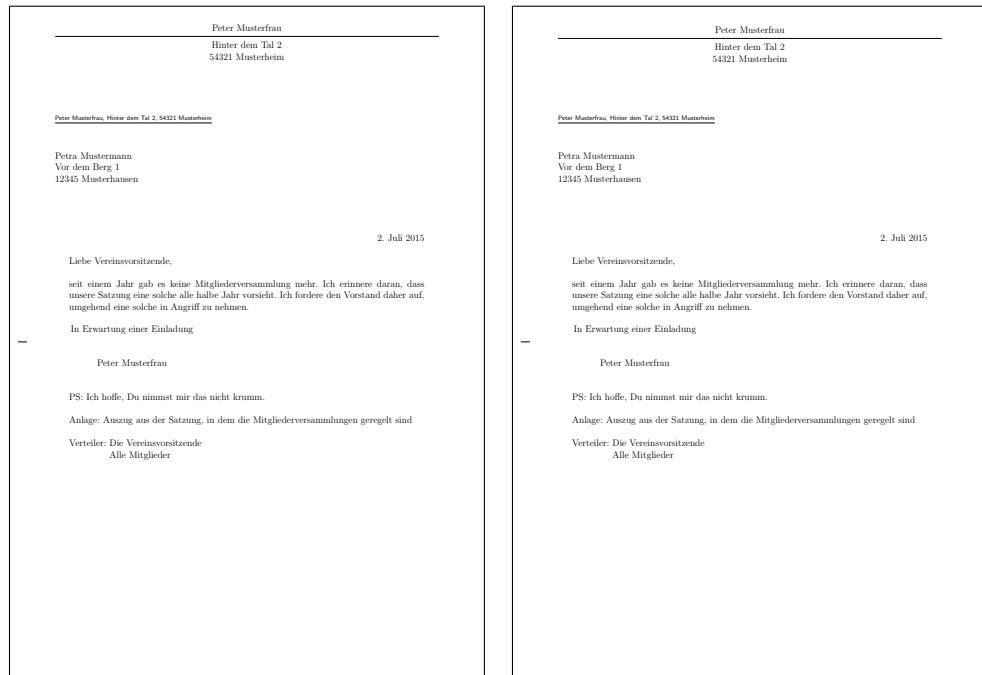 Peter Musterfrau
Hinter dem Tal 2
54321 Musterheim
Peter Musterfrau, Hinter dem Tal 2, 54321 Musterheim
Petra Mustermann
Vor dem Berg 1
12345 Musterhausen
2. Juli 2015
Liebe Vereinsvorsitzende,
seit einem Jahr gab es keine Mitgliederversammlung mehr. Ich erinnere daran, dass
unsere Satzung eine solche alle halbe Jahr vorsieht. Ich fordere den Vorstand daher auf,
umgehend eine solche in Angriff zu nehmen.
In Erwartung einer Einladung
Peter Musterfrau
PS: Ich hoffe, Du nimmst mir das nicht krumm.
Anlage: Auszug aus der Satzung, in dem die Mitgliederversammlungen geregelt sind
Verteiler: Die Vereinsvorsitzende
Alle Mitglieder
Peter Musterfrau
Hinter dem Tal 2
54321 Musterheim
Peter Musterfrau, Hinter dem Tal 2, 54321 Musterheim
Petra Mustermann
Vor dem Berg 1
12345 Musterhausen
2. Juli 2015
Liebe Vereinsvorsitzende,
seit einem Jahr gab es keine Mitgliederversammlung mehr. Ich erinnere daran, dass
unsere Satzung eine solche alle halbe Jahr vorsieht. Ich fordere den Vorstand daher auf,
umgehend eine solche in Angriff zu nehmen.
In Erwartung einer Einladung
Peter Musterfrau
PS: Ich hoffe, Du nimmst mir das nicht krumm.
Anlage: Auszug aus der Satzung, in dem die Mitgliederversammlungen geregelt sind
Verteiler: Die Vereinsvorsitzende
Alle Mitglieder